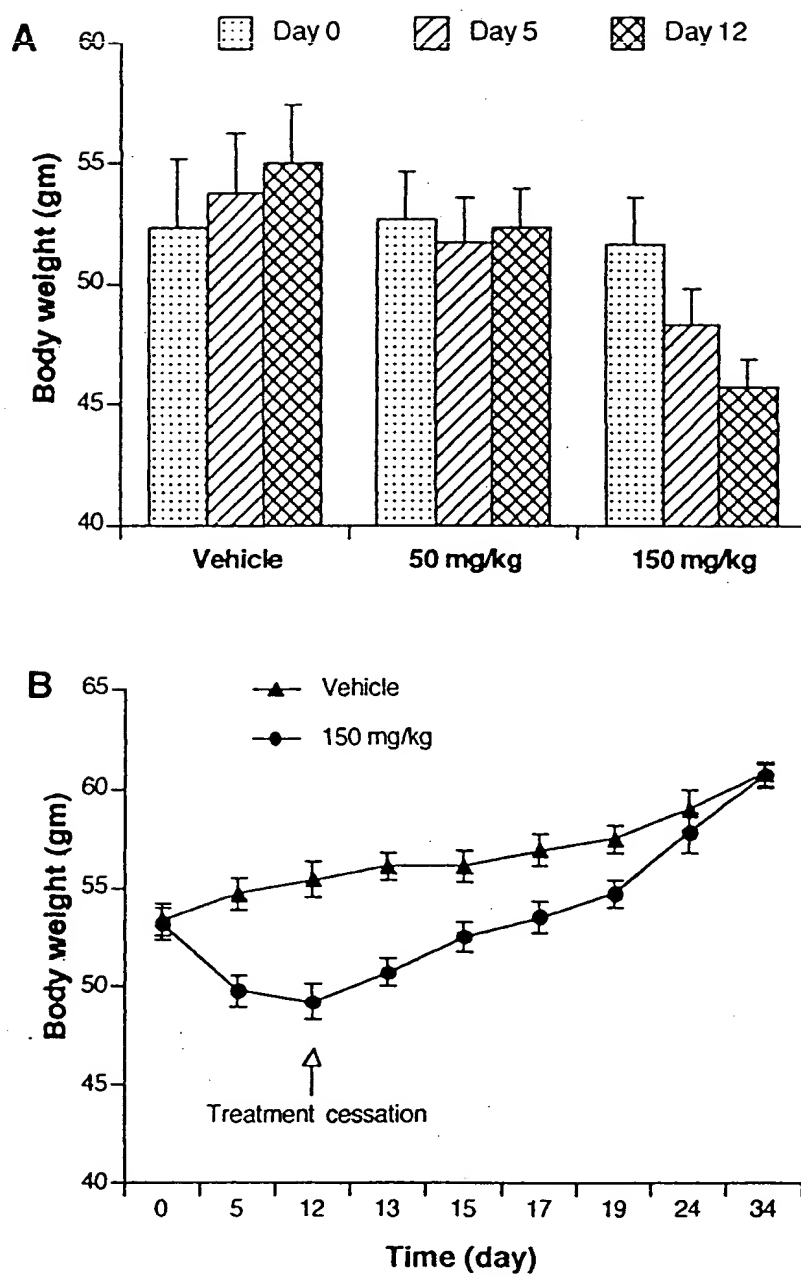 A
Day 0 Day 5 Day 12
60
55
50
45
40
Body weight (gm)
Vehicle 50 mg/kg 150 mg/kg
B
Vehicle
150 mg/kg
65
60
55
50
45
40
Body weight (gm)
Treatment cessation
0 5 12 13 15 17 19 24 34
Time (day)